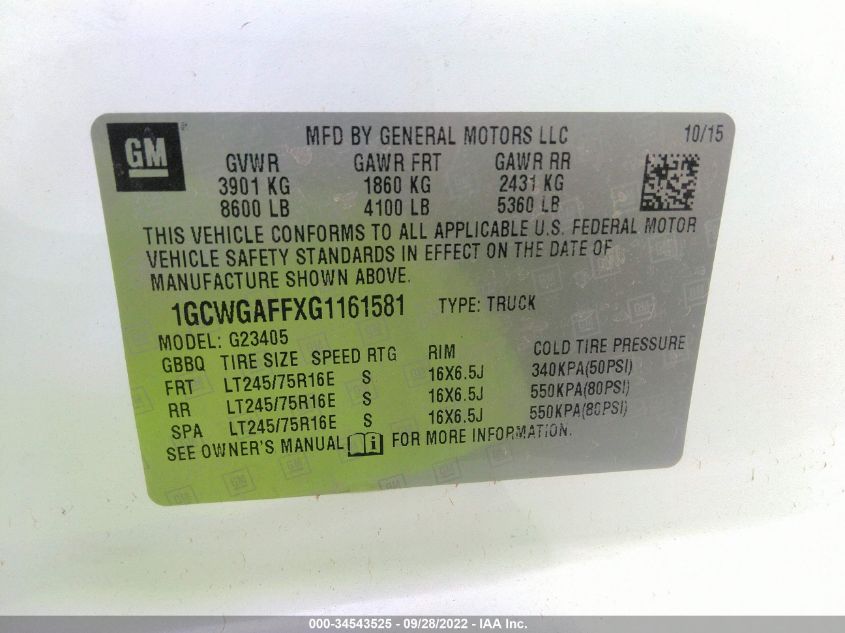 GM
MFD BY GENERAL MOTORS LLC 10/15
GVWR GAWR FRT GAWR RR
3901 KG 1860 KG 2431 KG
8600 LB 4100 LB 5360 LB
THIS VEHICLE CONFORMS TO ALL APPLICABLE U.S. FEDERAL MOTOR
VEHICLE SAFETY STANDARDS IN EFFECT ON THE DATE OF
MANUFACTURE SHOWN ABOVE.
1GCWGAFFXG1161581 TYPE: TRUCK
MODEL: G23405
GBBQ TIRE SIZE SPEED RTG RIM COLD TIRE PRESSURE
FRT LT245/75R16E S 16X6.5J 340KPA(50PSI)
RR LT245/75R16E S 16X6.5J 550KPA(80PSI)
SPA LT245/75R16E S 16X6.5J 550KPA(80PSI)
SEE OWNER'S MANUAL FOR MORE INFORMATION.
000-34543525 - 09/28/2022 - IAA Inc.